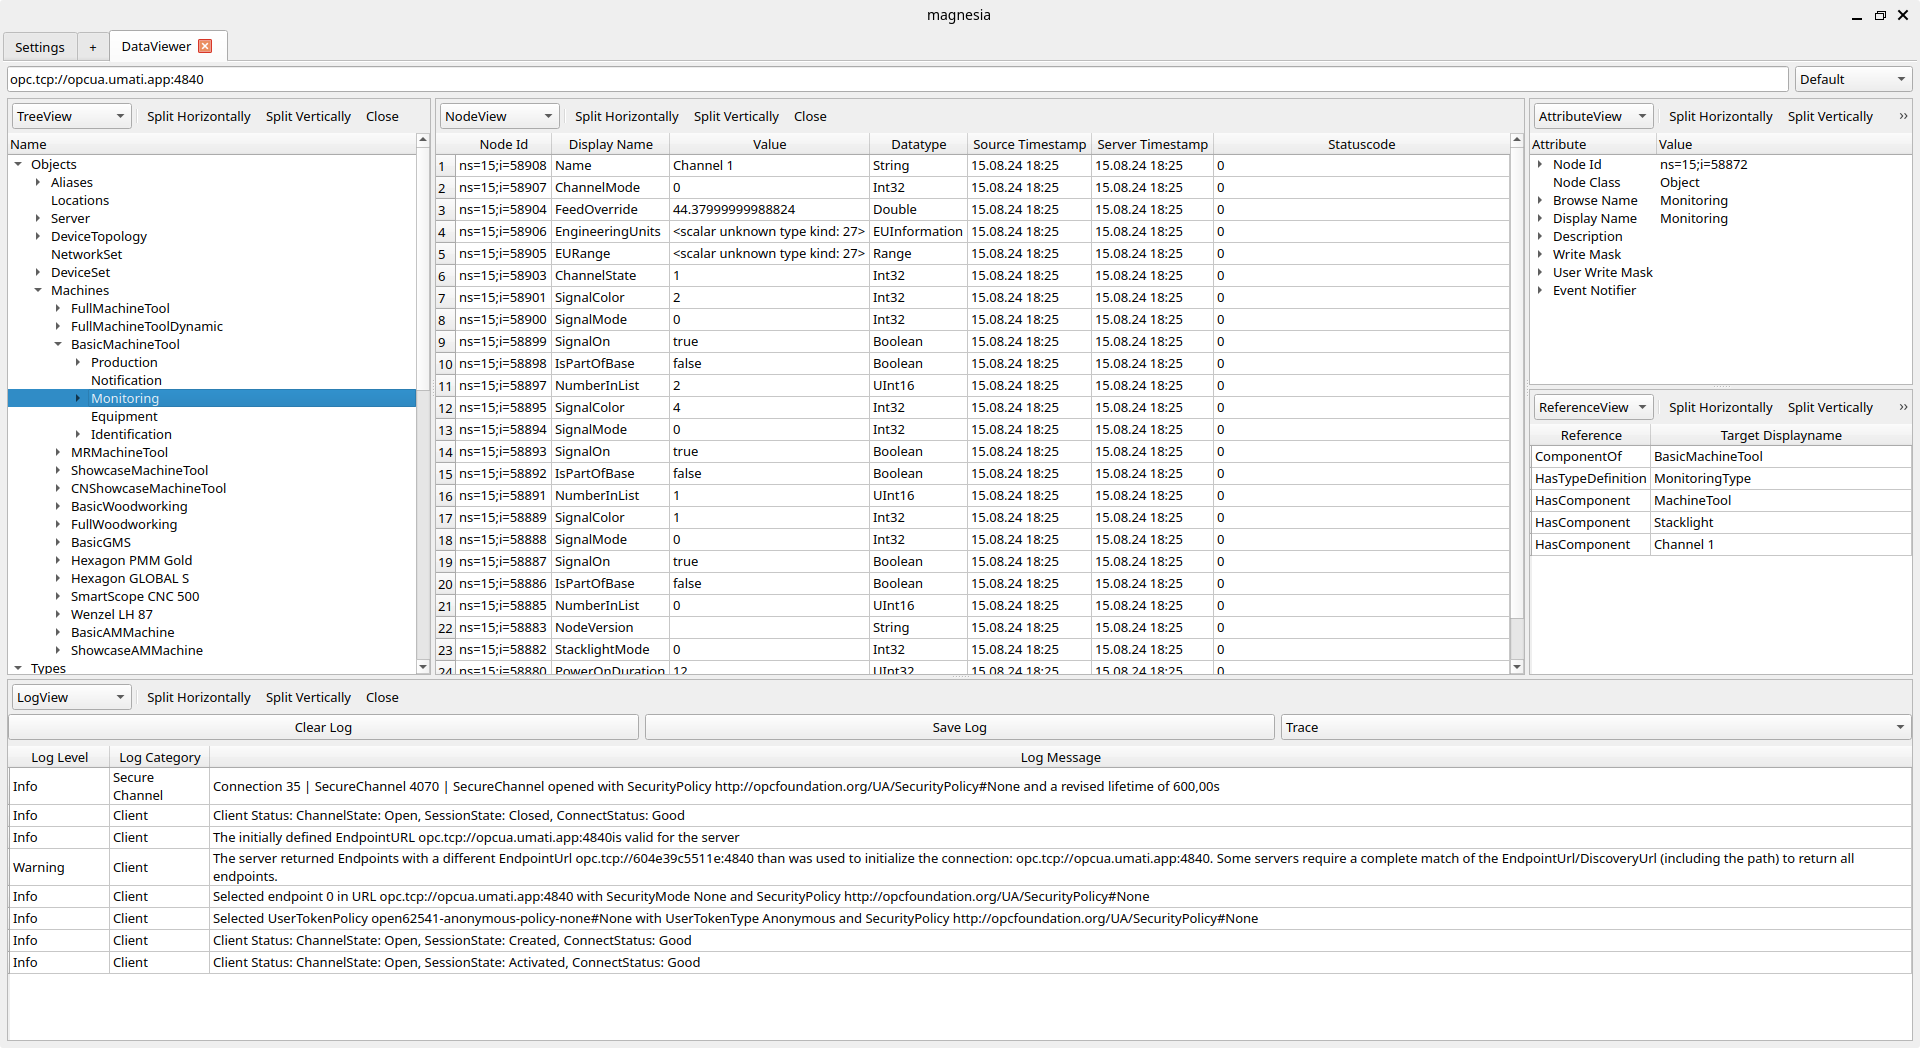 magnesia
Settings + DataViewer
opc.tcp://opcua.umati.app:4840 Default
TreeView Split Horizontally Split Vertically Close
Name
Objects
Aliases
Locations
Server
DeviceTopology
NetworkSet
DeviceSet
Machines
FullMachineTool
FullMachineToolDynamic
BasicMachineTool
Production
Notification
Monitoring
Equipment
Identification
MRMachineTool
ShowcaseMachineTool
CNShowcaseMachineTool
BasicWoodworking
FullWoodworking
BasicGMS
Hexagon PMM Gold
Hexagon GLOBAL S
SmartScope CNC 500
Wenzel LH 87
BasicAMMachine
ShowcaseAMMachine
Types
NodeView Split Horizontally Split Vertically Close
Node Id Display Name Value Datatype Source Timestamp Server Timestamp Statuscode
1 ns=15;i=58908 Name Channel 1 String 15.08.24 18:25 15.08.24 18:25 0
2 ns=15;i=58907 ChannelMode 0 Int32 15.08.24 18:25 15.08.24 18:25 0
3 ns=15;i=58904 FeedOverride 44.37999999988824 Double 15.08.24 18:25 15.08.24 18:25 0
4 ns=15;i=58906 EngineeringUnits <scalar unknown type kind: 27> EUInformation 15.08.24 18:25 15.08.24 18:25 0
5 ns=15;i=58905 EURange <scalar unknown type kind: 27> Range 15.08.24 18:25 15.08.24 18:25 0
6 ns=15;i=58903 ChannelState 1 Int32 15.08.24 18:25 15.08.24 18:25 0
7 ns=15;i=58901 SignalColor 2 Int32 15.08.24 18:25 15.08.24 18:25 0
8 ns=15;i=58900 SignalMode 0 Int32 15.08.24 18:25 15.08.24 18:25 0
9 ns=15;i=58899 SignalOn true Boolean 15.08.24 18:25 15.08.24 18:25 0
10 ns=15;i=58898 IsPartOfBase false Boolean 15.08.24 18:25 15.08.24 18:25 0
11 ns=15;i=58897 NumberInList 2 UInt16 15.08.24 18:25 15.08.24 18:25 0
12 ns=15;i=58895 SignalColor 4 Int32 15.08.24 18:25 15.08.24 18:25 0
13 ns=15;i=58894 SignalMode 0 Int32 15.08.24 18:25 15.08.24 18:25 0
14 ns=15;i=58893 SignalOn true Boolean 15.08.24 18:25 15.08.24 18:25 0
15 ns=15;i=58892 IsPartOfBase false Boolean 15.08.24 18:25 15.08.24 18:25 0
16 ns=15;i=58891 NumberInList 1 UInt16 15.08.24 18:25 15.08.24 18:25 0
17 ns=15;i=58889 SignalColor 1 Int32 15.08.24 18:25 15.08.24 18:25 0
18 ns=15;i=58888 SignalMode 0 Int32 15.08.24 18:25 15.08.24 18:25 0
19 ns=15;i=58887 SignalOn true Boolean 15.08.24 18:25 15.08.24 18:25 0
20 ns=15;i=58886 IsPartOfBase false Boolean 15.08.24 18:25 15.08.24 18:25 0
21 ns=15;i=58885 NumberInList 0 UInt16 15.08.24 18:25 15.08.24 18:25 0
22 ns=15;i=58883 NodeVersion String 15.08.24 18:25 15.08.24 18:25 0
23 ns=15;i=58882 StacklightMode 0 Int32 15.08.24 18:25 15.08.24 18:25 0
24 ns=15;i=58880 PowerOnDuration 12 UInt32 15.08.24 18:25 15.08.24 18:25 0
AttributeView Split Horizontally Split Vertically »
Attribute Value
Node Id ns=15;i=58872
Node Class Object
Browse Name Monitoring
Display Name Monitoring
Description
Write Mask
User Write Mask
Event Notifier
ReferenceView Split Horizontally Split Vertically »
Reference Target Displayname
ComponentOf BasicMachineTool
HasTypeDefinition MonitoringType
HasComponent MachineTool
HasComponent Stacklight
HasComponent Channel 1
LogView Split Horizontally Split Vertically Close
Clear Log Save Log Trace
Log Level Log Category Log Message
Info Secure Channel Connection 35 | SecureChannel 4070 | SecureChannel opened with SecurityPolicy http://opcfoundation.org/UA/SecurityPolicy#None and a revised lifetime of 600,00s
Info Client Client Status: ChannelState: Open, SessionState: Closed, ConnectStatus: Good
Info Client The initially defined EndpointURL opc.tcp://opcua.umati.app:4840is valid for the server
Warning Client The server returned Endpoints with a different EndpointUrl opc.tcp://604e39c5511e:4840 than was used to initialize the connection: opc.tcp://opcua.umati.app:4840. Some servers require a complete match of the EndpointUrl/DiscoveryUrl (including the path) to return all
endpoints.
Info Client Selected endpoint 0 in URL opc.tcp://opcua.umati.app:4840 with SecurityMode None and SecurityPolicy http://opcfoundation.org/UA/SecurityPolicy#None
Info Client Selected UserTokenPolicy open62541-anonymous-policy-none#None with UserTokenType Anonymous and SecurityPolicy http://opcfoundation.org/UA/SecurityPolicy#None
Info Client Client Status: ChannelState: Open, SessionState: Created, ConnectStatus: Good
Info Client Client Status: ChannelState: Open, SessionState: Activated, ConnectStatus: Good